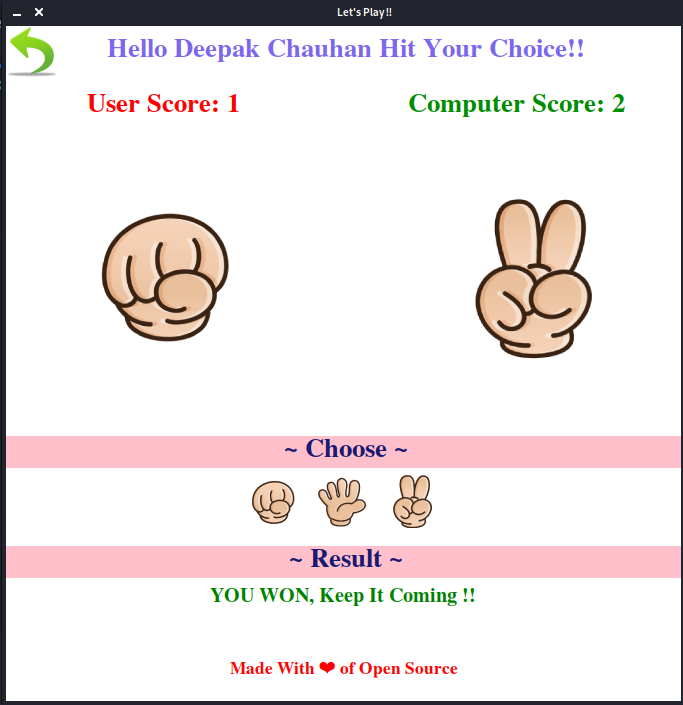 Let's Play!!
Hello Deepak Chauhan Hit Your Choice!!
User Score: 1
Computer Score: 2
~ Choose ~
~ Result ~
YOU WON, Keep It Coming !!
Made With ❤ of Open Source